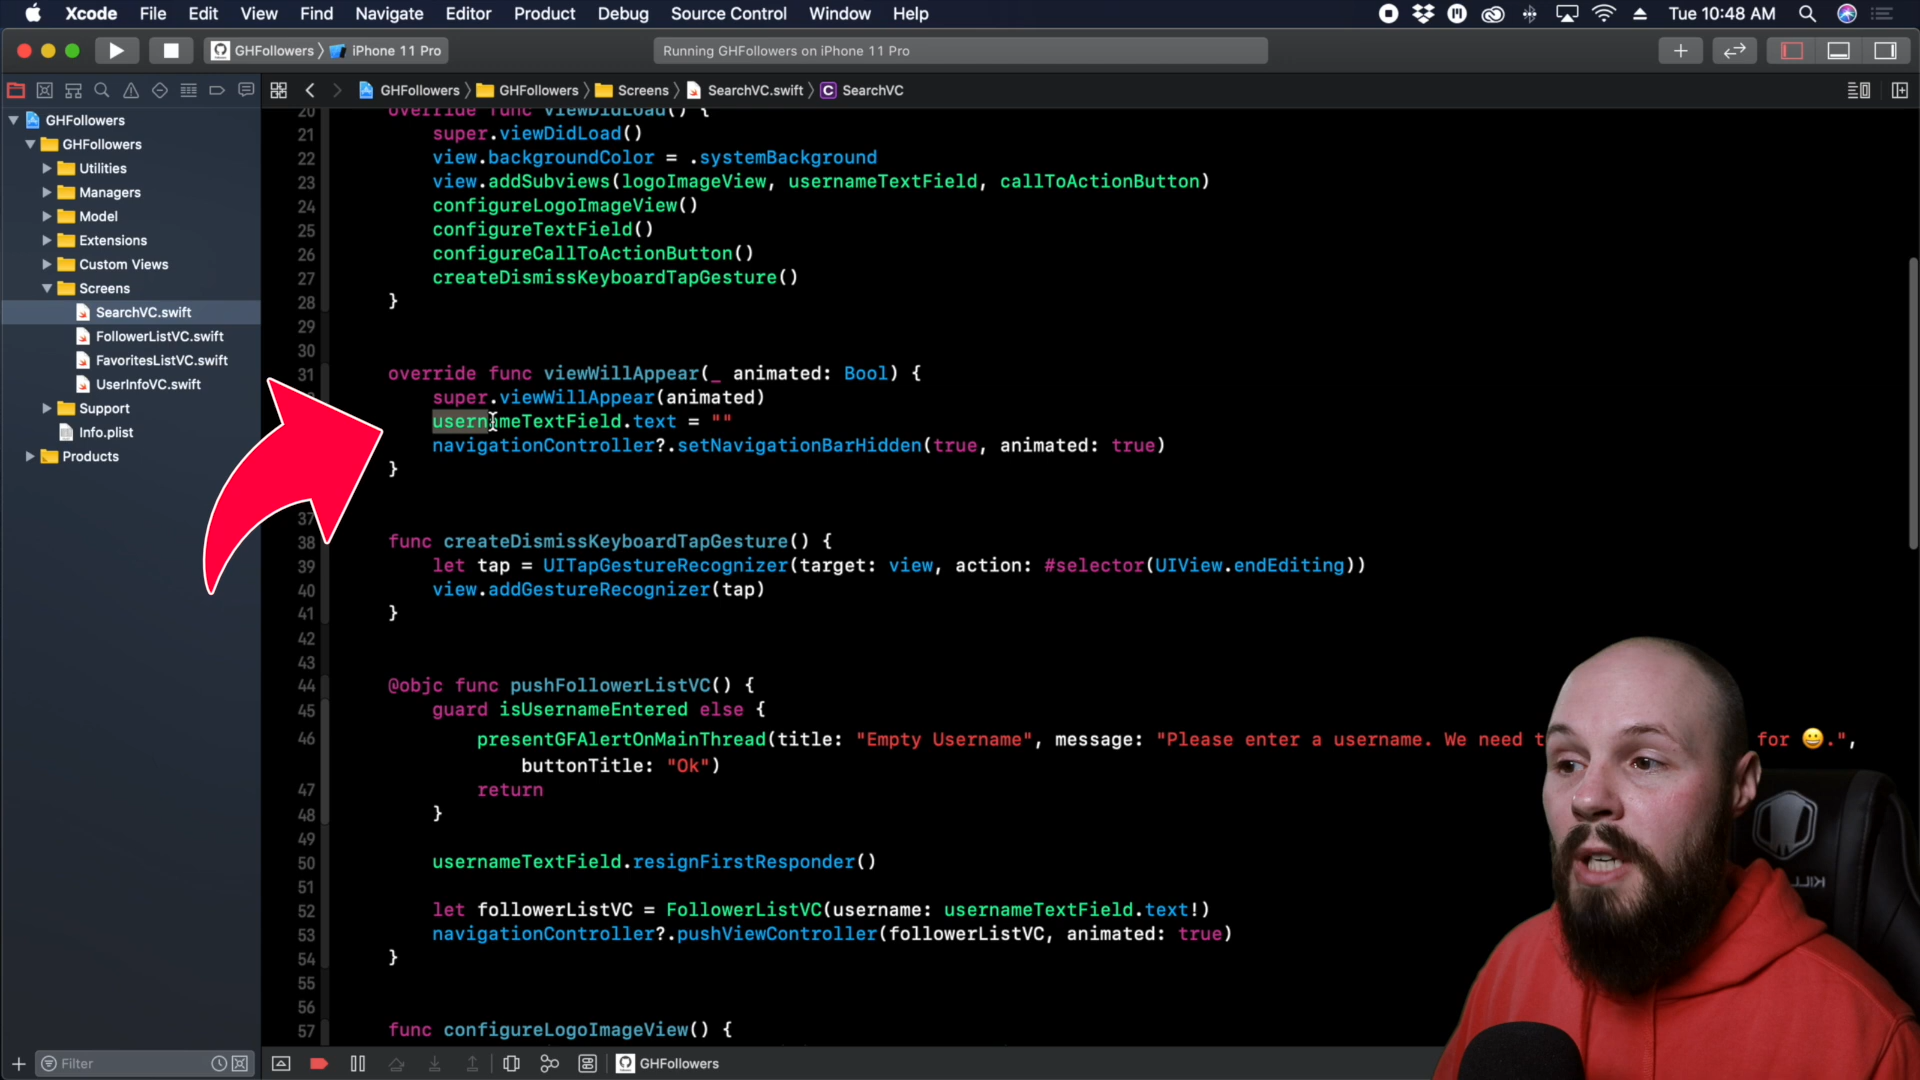 Xcode File Edit View Find Navigate Editor Product Debug Source Control Window Help Tue 10:48 AM
GHFollowers iPhone 11 Pro Running GHFollowers on iPhone 11 Pro
GHFollowers GHFollowers Screens SearchVC.swift C SearchVC
GHFollowers
GHFollowers
Utilities
Managers
Model
Extensions
Custom Views
Screens
SearchVC.swift
FollowerListVC.swift
FavoritesListVC.swift
UserInfoVC.swift
Support
Info.plist
Products
Filter
20 override func viewDidLoad() {
21 super.viewDidLoad()
22 view.backgroundColor = .systemBackground
23 view.addSubviews(logoImageView, usernameTextField, callToActionButton)
24 configureLogoImageView()
25 configureTextField()
26 configureCallToActionButton()
27 createDismissKeyboardTapGesture()
28 }
29
30
31 override func viewWillAppear(_ animated: Bool) {
super.viewWillAppear(animated)
usernameTextField.text = ""
navigationController?.setNavigationBarHidden(true, animated: true)
}
37
38 func createDismissKeyboardTapGesture() {
39 let tap = UITapGestureRecognizer(target: view, action: #selector(UIView.endEditing))
40 view.addGestureRecognizer(tap)
41 }
42
43
44 @objc func pushFollowerListVC() {
45 guard isUsernameEntered else {
46 presentGFAlertOnMainThread(title: "Empty Username", message: "Please enter a username. We need for 😀.",
buttonTitle: "Ok")
47 return
48 }
49
50 usernameTextField.resignFirstResponder()
51
52 let followerListVC = FollowerListVC(username: usernameTextField.text!)
53 navigationController?.pushViewController(followerListVC, animated: true)
54 }
55
56
57 func configureLogoImageView() {
GHFollowers